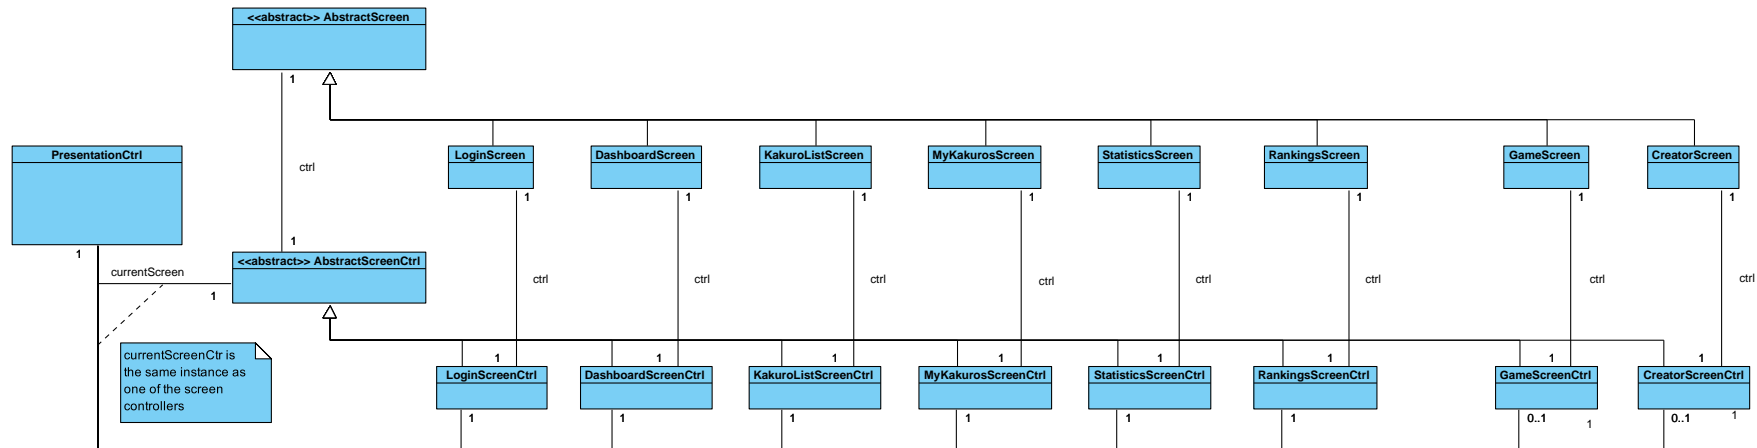 <<abstract>> AbstractScreen
1
PresentationCtrl
LoginScreen
DashboardScreen
KakuroListScreen
MyKakurosScreen
StatisticsScreen
RankingsScreen
GameScreen
CreatorScreen
ctrl
1
1
1
1
1
1
1
1
1
1
<<abstract>> AbstractScreenCtrl
currentScreen
1
ctrl
ctrl
ctrl
ctrl
ctrl
ctrl
ctrl
ctrl
currentScreenCtr is
the same instance as
one of the screen
controllers
1
1
1
1
1
1
1
1
LoginScreenCtrl
DashboardScreenCtrl
KakuroListScreenCtrl
MyKakurosScreenCtrl
StatisticsScreenCtrl
RankingsScreenCtrl
GameScreenCtrl
CreatorScreenCtrl
1
1
1
1
1
1
0..1
1
0..1
1